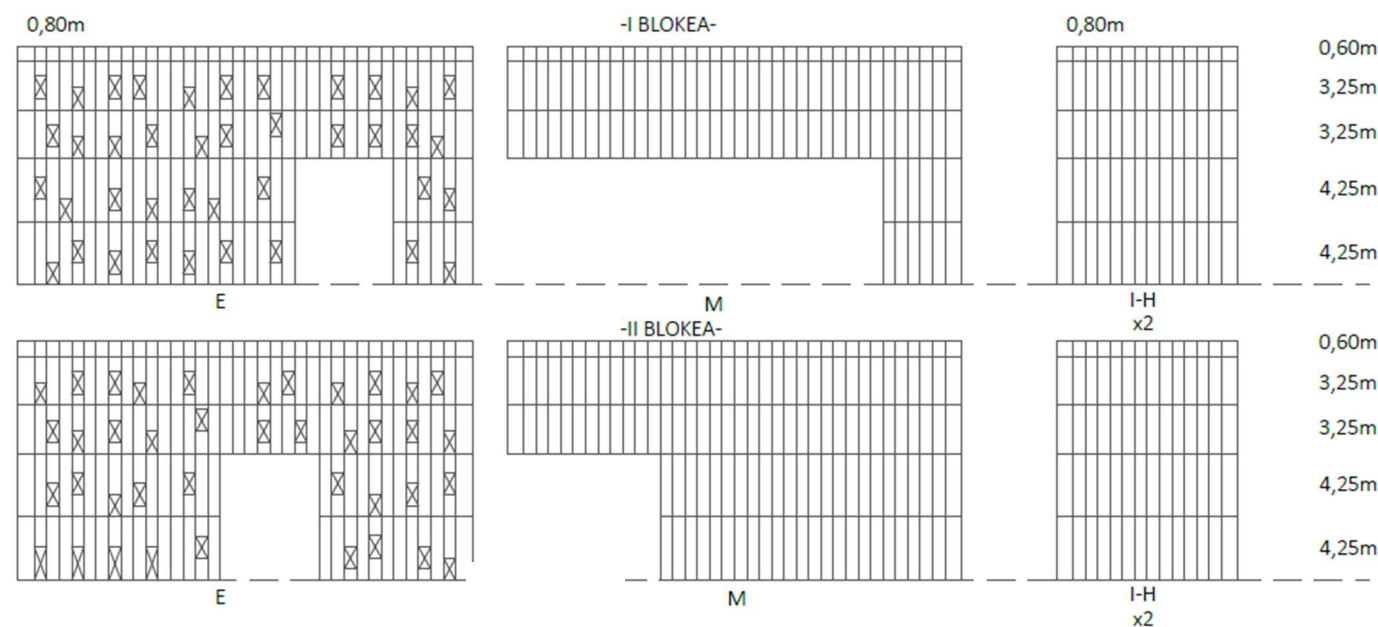 0,80m
-I BLOKEA-
0,80m
0,60m
3,25m
3,25m
4,25m
4,25m
E
M
I-H
x2
-II BLOKEA-
0,60m
3,25m
3,25m
4,25m
4,25m
E
M
I-H
x2